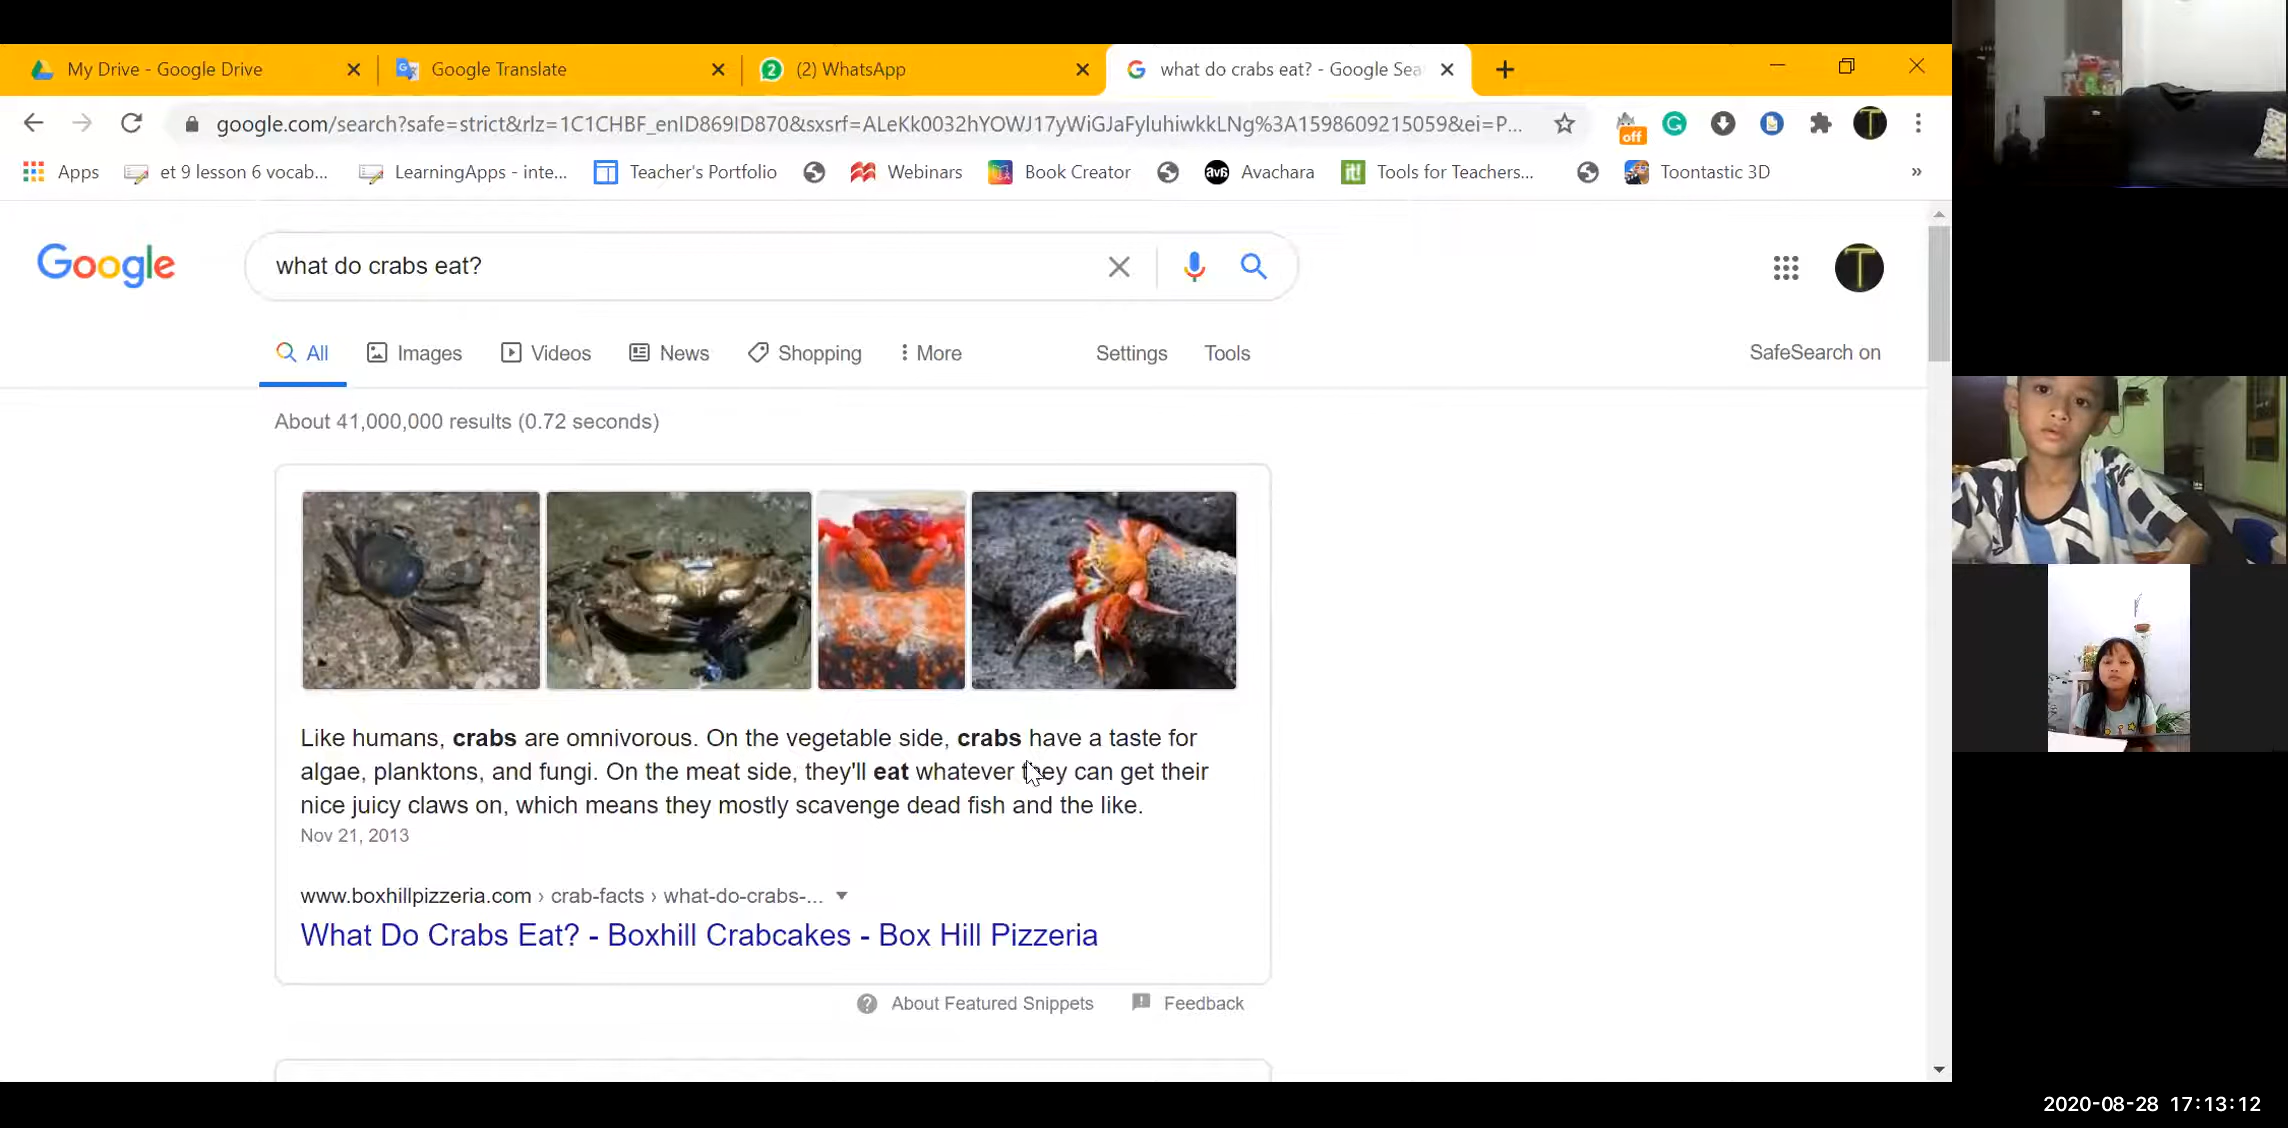 My Drive - Google Drive
Google Translate
2
(2) WhatsApp
what do crabs eat? - Google Sea
google.com/search?safe=strict&rlz=1C1CHBF_enID869ID870&sxsrf=ALeKk0032hYOWJ17yWiGJaFyluhiwkkLNg%3A1598609215059&ei=P...
off
T
Apps
et 9 lesson 6 vocab...
LearningApps - inte...
Teacher's Portfolio
Webinars
Book Creator
ava
Avachara
it!
Tools for Teachers...
Toontastic 3D
»
Google
what do crabs eat?
T
All
Images
Videos
News
Shopping
More
Settings
Tools
SafeSearch on
About 41,000,000 results (0.72 seconds)
Like humans, crabs are omnivorous. On the vegetable side, crabs have a taste for
algae, planktons, and fungi. On the meat side, they'll eat whatever they can get their
nice juicy claws on, which means they mostly scavenge dead fish and the like.
Nov 21, 2013
www.boxhillpizzeria.com › crab-facts › what-do-crabs-...
What Do Crabs Eat? - Boxhill Crabcakes - Box Hill Pizzeria
About Featured Snippets
Feedback
2020-08-28 17:13:12